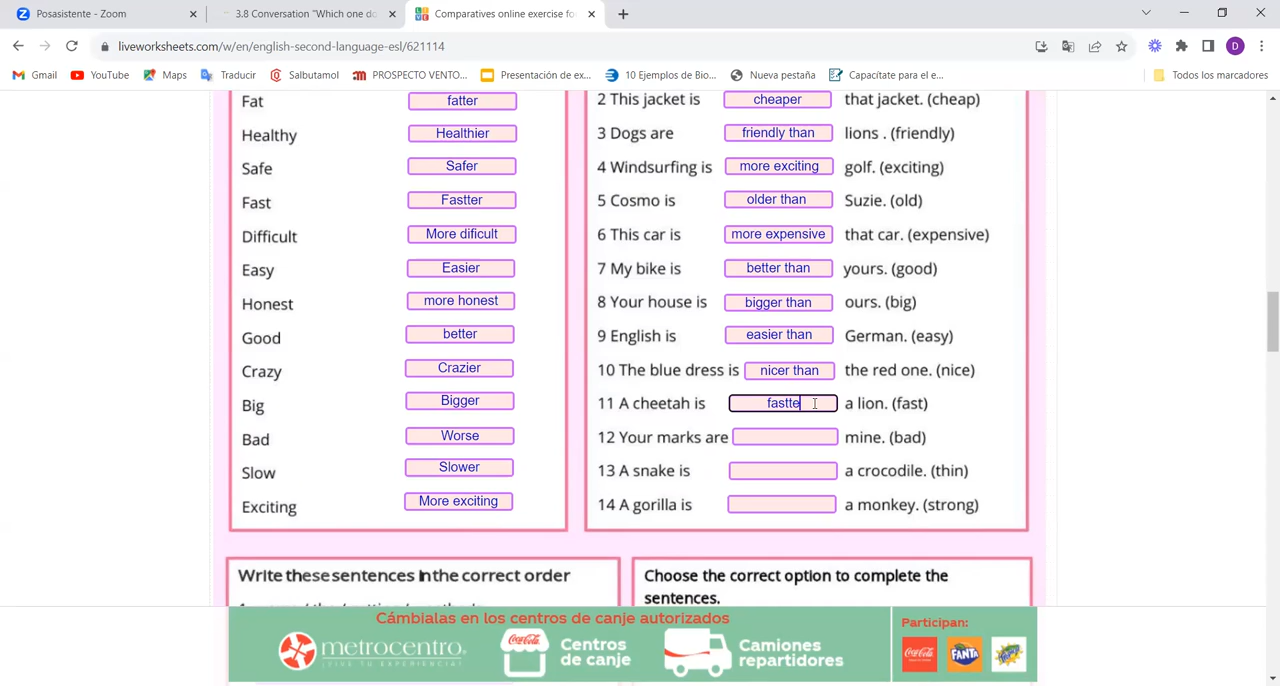 Posasistente - Zoom
3.8 Conversation "Which one do
Comparatives online exercise fo
liveworksheets.com/w/en/english-second-language-esl/621114
D
Gmail
YouTube
Maps
Traducir
Salbutamol
PROSPECTO VENTO...
Presentación de ex...
10 Ejemplos de Bio...
Nueva pestaña
Capacítate para el e...
Todos los marcadores
Fat fatter
Healthy Healthier
Safe Safer
Fast Fastter
Difficult More dificult
Easy Easier
Honest more honest
Good better
Crazy Crazier
Big Bigger
Bad Worse
Slow Slower
Exciting More exciting
2 This jacket is cheaper that jacket. (cheap)
3 Dogs are friendly than lions . (friendly)
4 Windsurfing is more exciting golf. (exciting)
5 Cosmo is older than Suzie. (old)
6 This car is more expensive that car. (expensive)
7 My bike is better than yours. (good)
8 Your house is bigger than ours. (big)
9 English is easier than German. (easy)
10 The blue dress is nicer than the red one. (nice)
11 A cheetah is fastte a lion. (fast)
12 Your marks are mine. (bad)
13 A snake is a crocodile. (thin)
14 A gorilla is a monkey. (strong)
Write these sentences in the correct order
Choose the correct option to complete the
sentences.
Cámbialas en los centros de canje autorizados
metrocentro
Coca-Cola
Centros
de canje
Camiones
repartidores
Participan:
Coca-Cola
FANTA